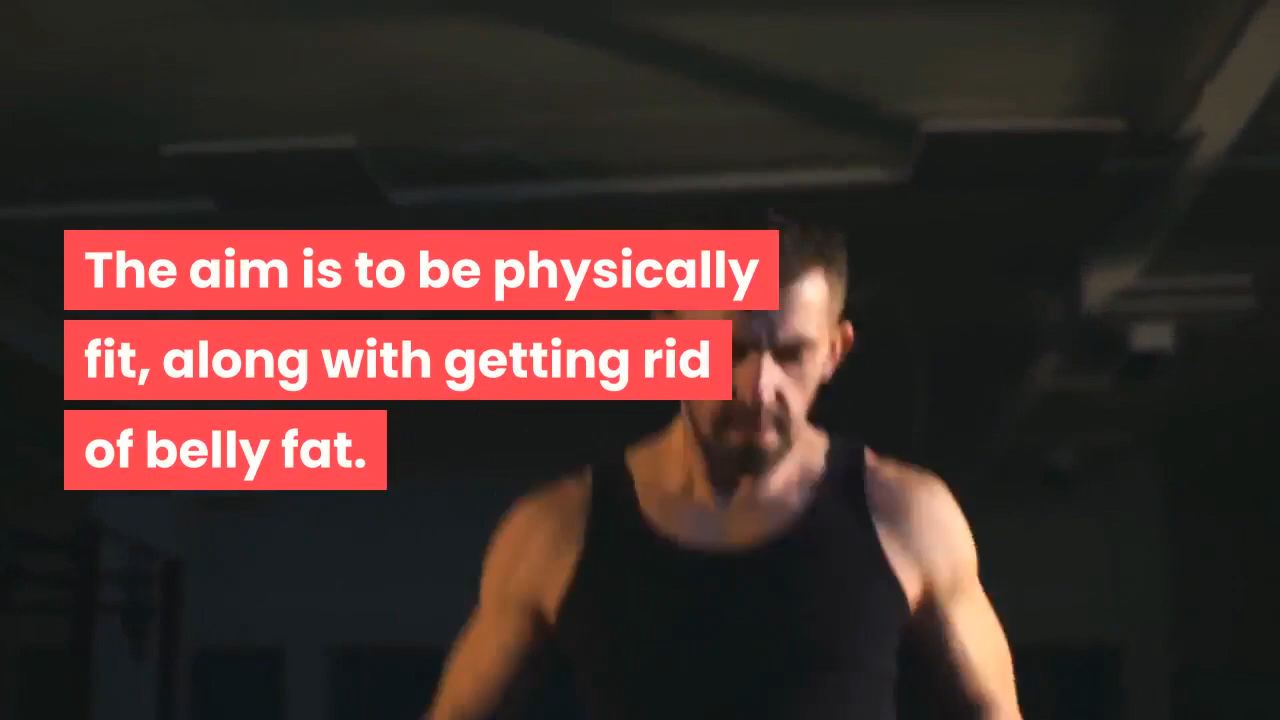 The aim is to be physically
fit, along with getting rid
of belly fat.